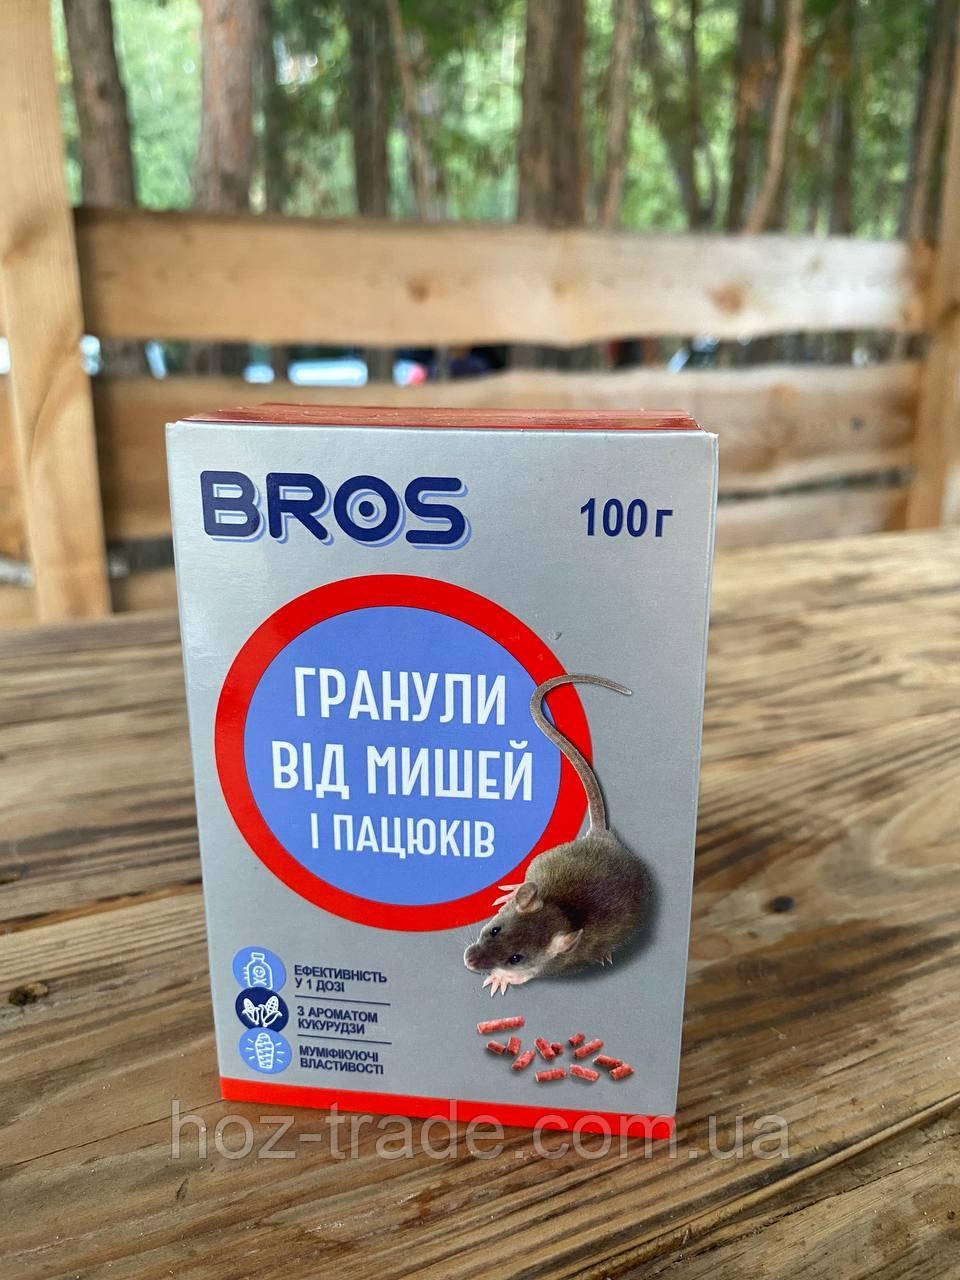 BROS
100г
ГРАНУЛИ
ВІД МИШЕЙ
І ПАЦЮКІВ
ЕФЕКТИВНІСТЬ
У 1 ДОЗІ
З АРОМАТОМ
КУКУРУДЗИ
МУМІФІКУЮЧІ
ВЛАСТИВОСТІ
hoz-trade.com.ua